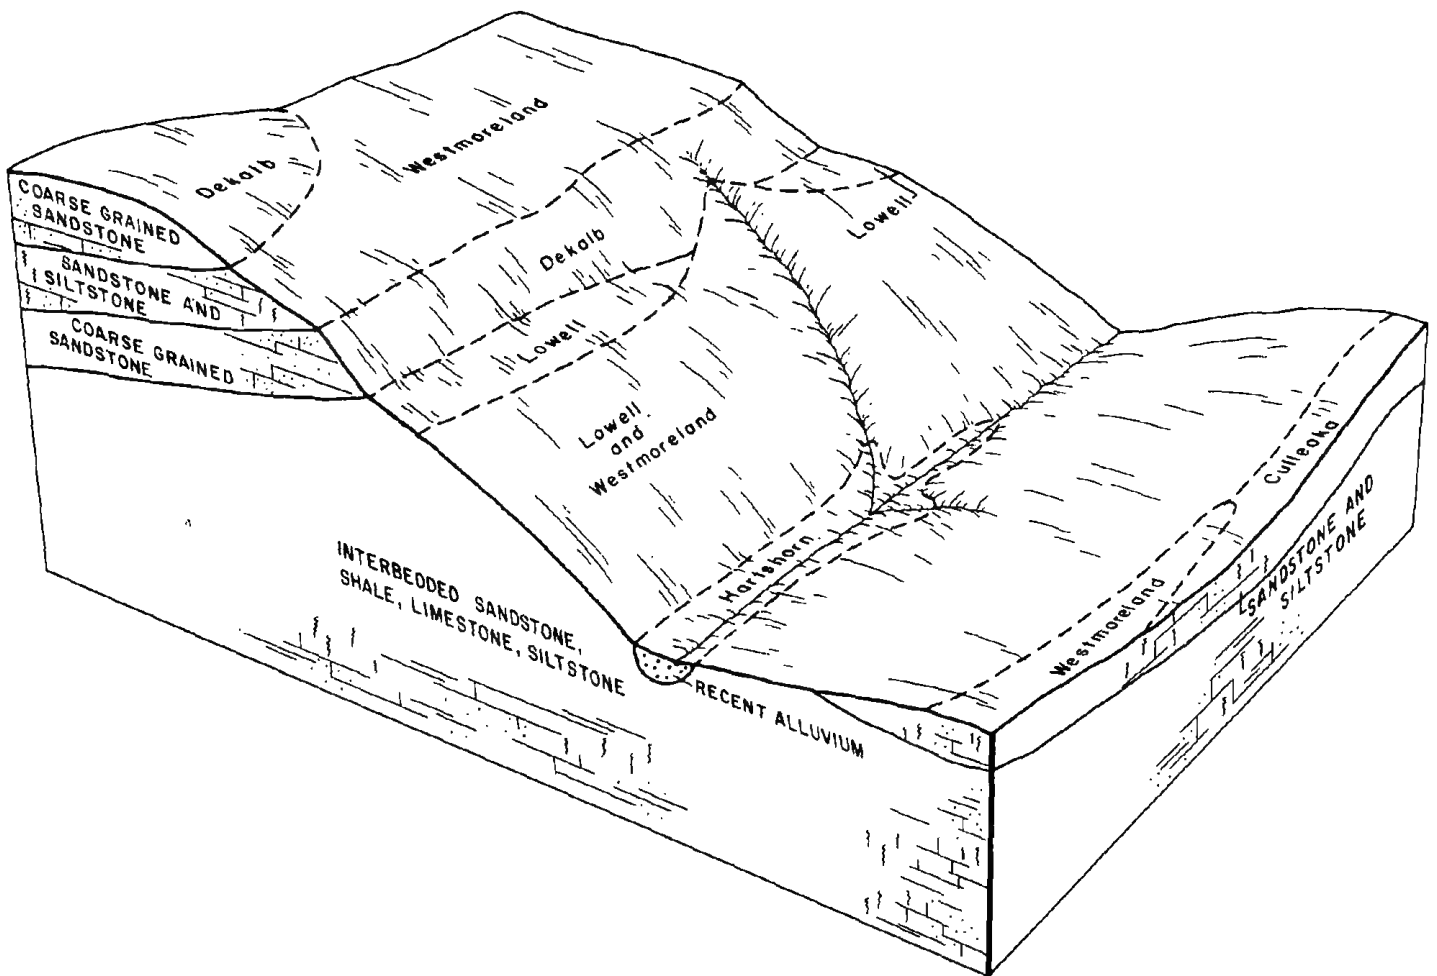 Westmoreland
Dekalb
COARSE GRAINED
SANDSTONE
SANDSTONE AND
SILTSTONE
COARSE GRAINED
SANDSTONE
Lowell
Dekalb
Lowell
Lowell
and
Westmoreland
Culleoka
SANDSTONE AND
SILTSTONE
Hartshorn
Westmoreland
INTERBEDDED SANDSTONE,
SHALE, LIMESTONE, SILTSTONE
RECENT ALLUVIUM